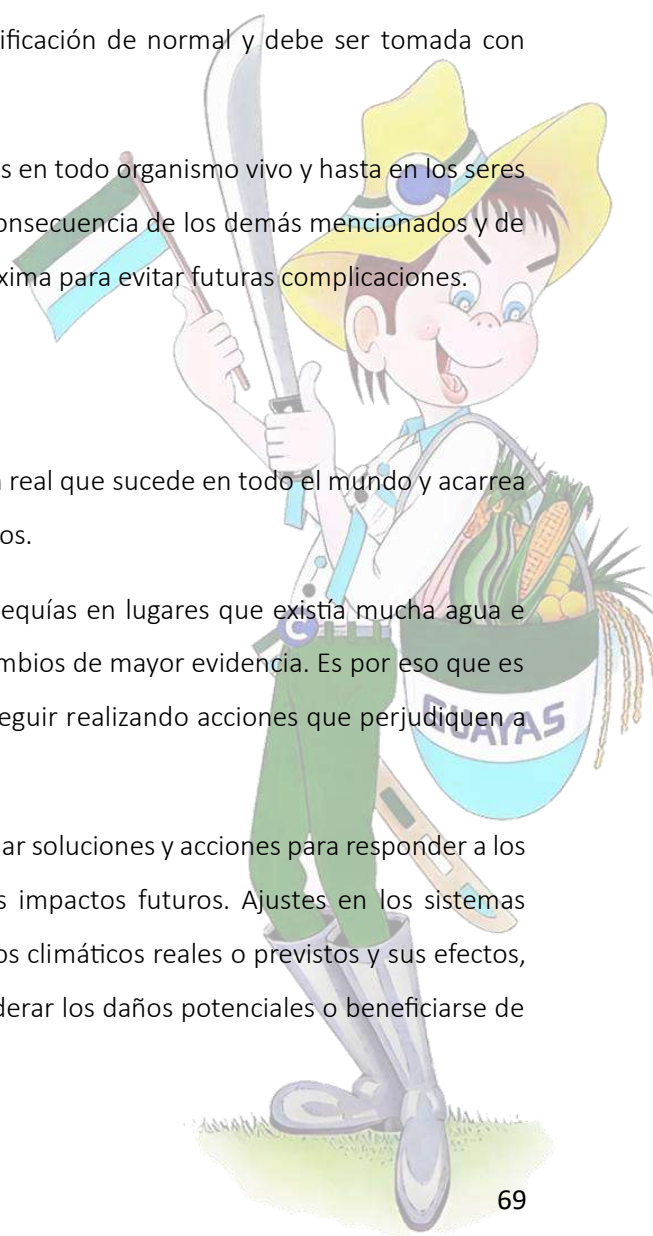 ificación de normal y debe ser tomada con
s en todo organismo vivo y hasta en los seres
onsecuencia de los demás mencionados y de
xima para evitar futuras complicaciones.
real que sucede en todo el mundo y acarrea
os.
equías en lugares que existía mucha agua e
mbios de mayor evidencia. Es por eso que es
eguir realizando acciones que perjudiquen a
GUAYAS
ar soluciones y acciones para responder a los
s impactos futuros. Ajustes en los sistemas
os climáticos reales o previstos y sus efectos,
derar los daños potenciales o beneficiarse de
69